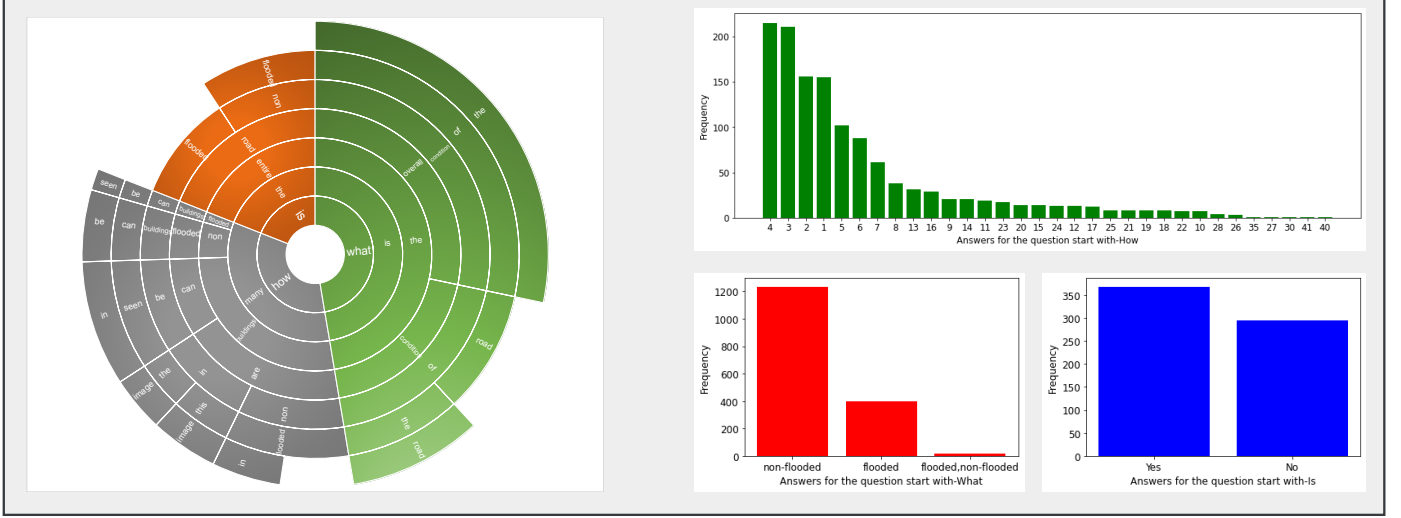 what
is
the
overall
condition
of
the
condition
of
road
the
road
how
many
buildings
are
non
flooded
in
in
this
image
the
image
can
be
seen
in
non
flooded
buildings
can
be
flooded
buildings
can
be
seen
is
the
entire
road
flooded
non
flooded
Frequency
200
150
100
50
0
4 3 2 1 5 6 7 8 13 16 9 14 11 19 23 20 15 24 12 17 25 21 29 18 22 10 28 26 35 27 30 41 40
Answers for the question start with-How
Frequency
1200
1000
800
600
400
200
0
non-flooded flooded flooded,non-flooded
Answers for the question start with-What
Frequency
350
300
250
200
150
100
50
0
Yes No
Answers for the question start with-Is